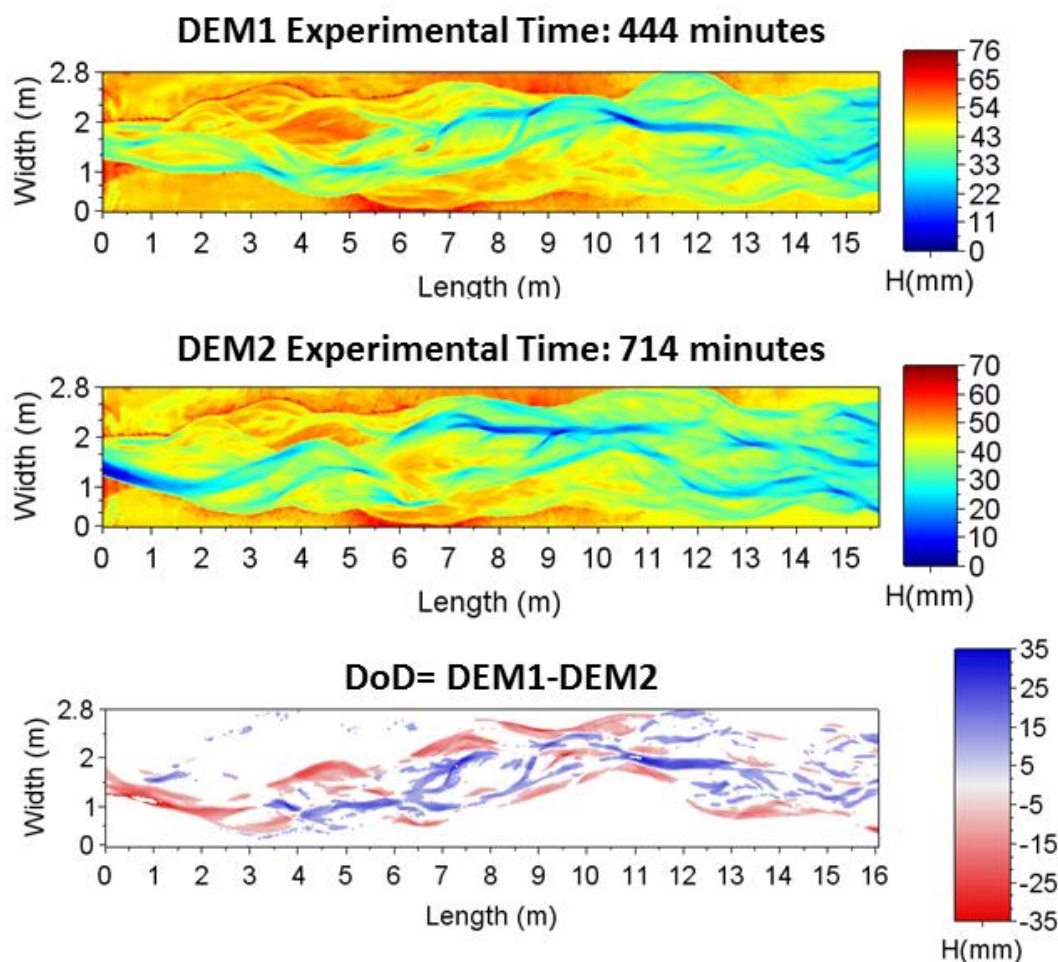 DEM1 Experimental Time: 444 minutes
Width (m)
2.8
2
1
0
0 1 2 3 4 5 6 7 8 9 10 11 12 13 14 15
Length (m)
76
65
54
43
33
22
11
0
H(mm)
DEM2 Experimental Time: 714 minutes
Width (m)
2.8
2
1
0
0 1 2 3 4 5 6 7 8 9 10 11 12 13 14 15
Length (m)
70
60
50
40
30
20
10
0
H(mm)
DoD= DEM1-DEM2
Width (m)
2.8
2
1
0
0 1 2 3 4 5 6 7 8 9 10 11 12 13 14 15 16
Length (m)
35
25
15
5
-5
-15
-25
-35
H(mm)